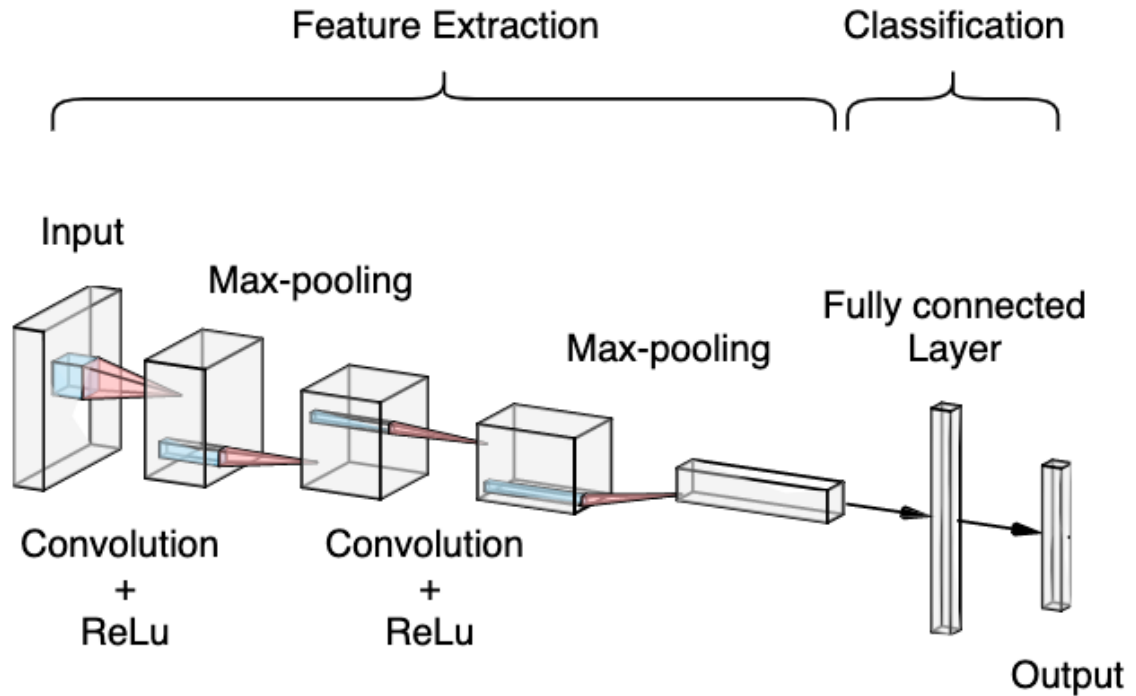 Feature Extraction
Classification
Input
Max-pooling
Max-pooling
Fully connected
Layer
Convolution
+
ReLu
Convolution
+
ReLu
Output